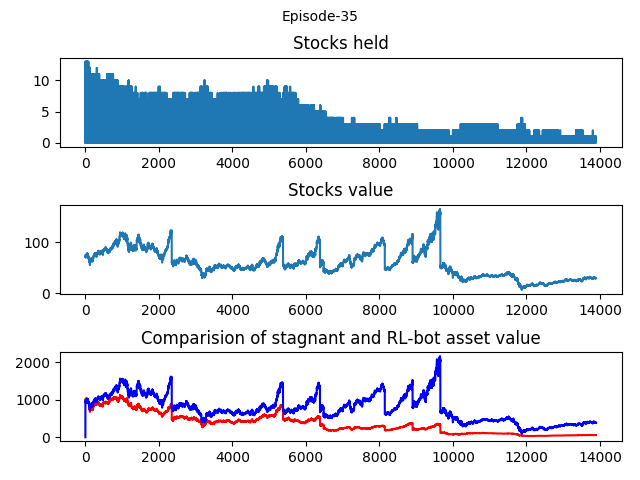 Episode-35
Stocks held
10
5
0
0 2000 4000 6000 8000 10000 12000 14000
Stocks value
100
0
0 2000 4000 6000 8000 10000 12000 14000
Comparision of stagnant and RL-bot asset value
2000
1000
0
0 2000 4000 6000 8000 10000 12000 14000